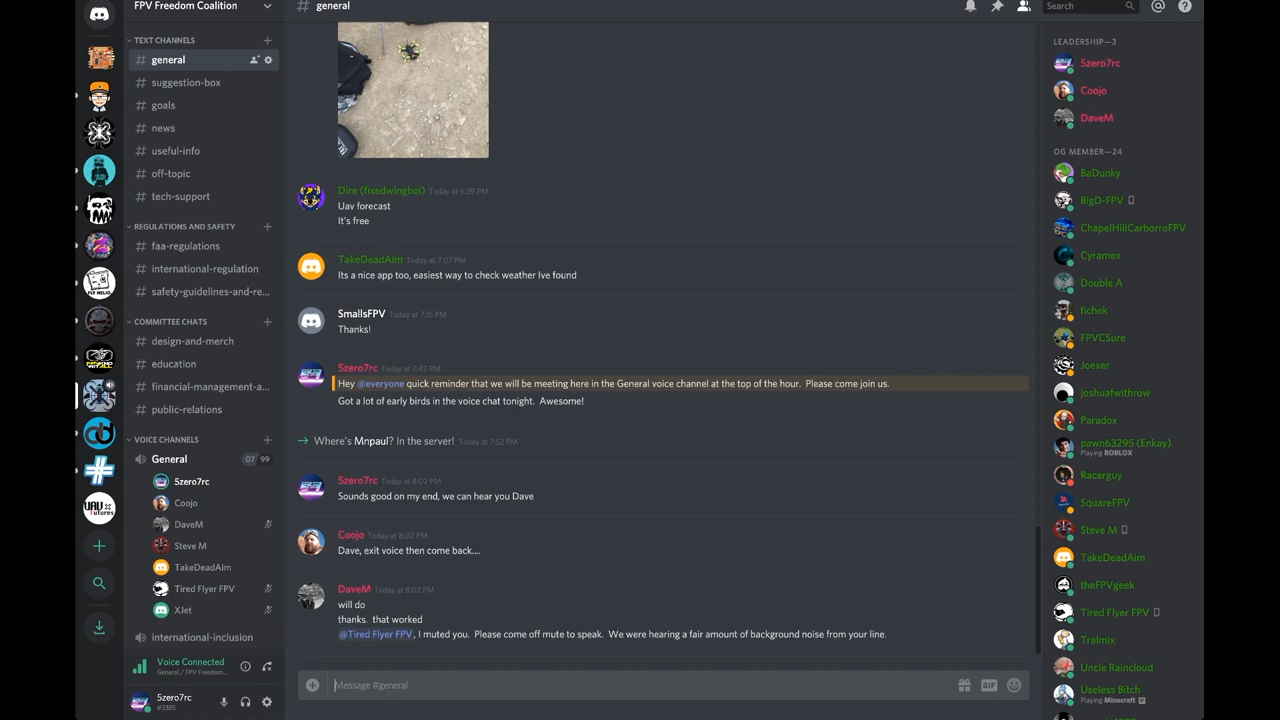 FPV Freedom Coalition
TEXT CHANNELS
general
suggestion-box
goals
news
useful-info
off-topic
tech-support
REGULATIONS AND SAFETY
faa-regulations
international-regulation
safety-guidelines-and-re...
COMMITTEE CHATS
design-and-merch
education
financial-management-a...
public-relations
VOICE CHANNELS
General 07 99
5zero7rc
Coojo
DaveM
Steve M
TakeDeadAim
Tired Flyer FPV
XJet
international-inclusion
Voice Connected
General / FPV Freedom...
5zero7rc
#3385
# general
Dire (fixedwingboi) Today at 6:39 PM
Uav forecast
It's free
TakeDeadAim Today at 7:07 PM
Its a nice app too, easiest way to check weather Ive found
SmallsFPV Today at 7:15 PM
Thanks!
5zero7rc Today at 7:47 PM
Hey @everyone quick reminder that we will be meeting here in the General voice channel at the top of the hour. Please come join us.
Got a lot of early birds in the voice chat tonight. Awesome!
Where's Mnpaul? In the server! Today at 7:52 PM
5zero7rc Today at 8:02 PM
Sounds good on my end, we can hear you Dave
Coojo Today at 8:02 PM
Dave, exit voice then come back....
DaveM Today at 8:02 PM
will do
thanks. that worked
@Tired Flyer FPV, I muted you. Please come off mute to speak. We were hearing a fair amount of background noise from your line.
Message #general
GIF
Search
LEADERSHIP—3
5zero7rc
Coojo
DaveM
OG MEMBER—24
BaDunky
BigD-FPV
ChapelHillCarborroFPV
Cyramex
Double A
fichek
FPVCSure
Joexer
joshuafwithrow
Paradox
pawn63295 (Enkay)
Playing ROBLOX
Racerguy
SquareFPV
Steve M
TakeDeadAim
theFPVgeek
Tired Flyer FPV
Tralmix
Uncle Raincloud
Useless Bitch
Playing Minecraft